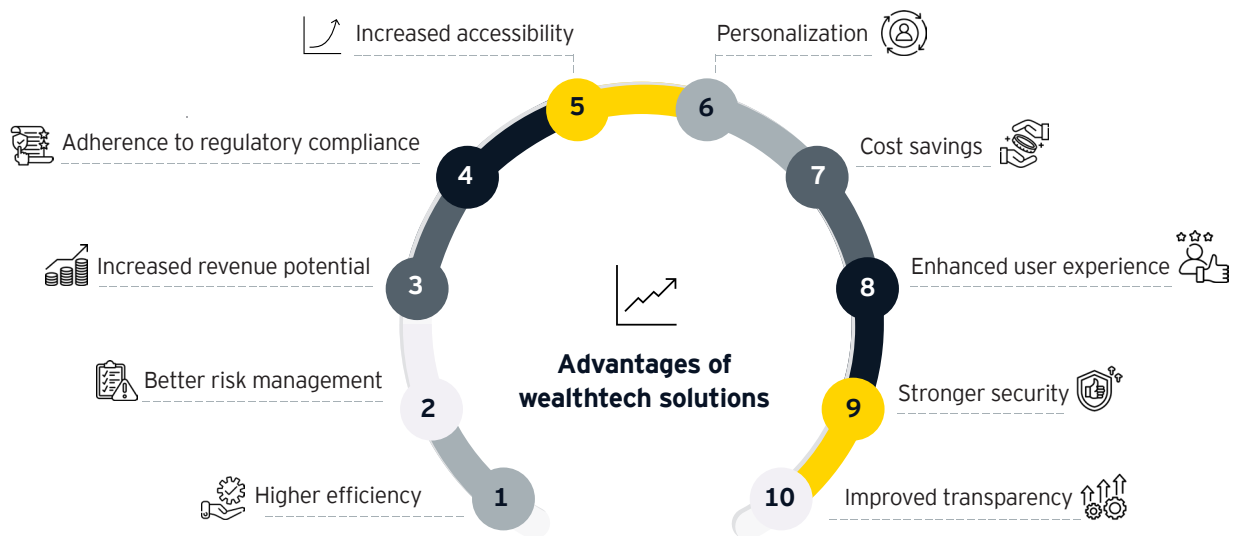 Increased accessibility
Personalization
5
6
Adherence to regulatory compliance
4
7
Cost savings
Increased revenue potential
3
8
Enhanced user experience
Advantages of
wealthtech solutions
Better risk management
2
9
Stronger security
Higher efficiency
1
10
Improved transparency